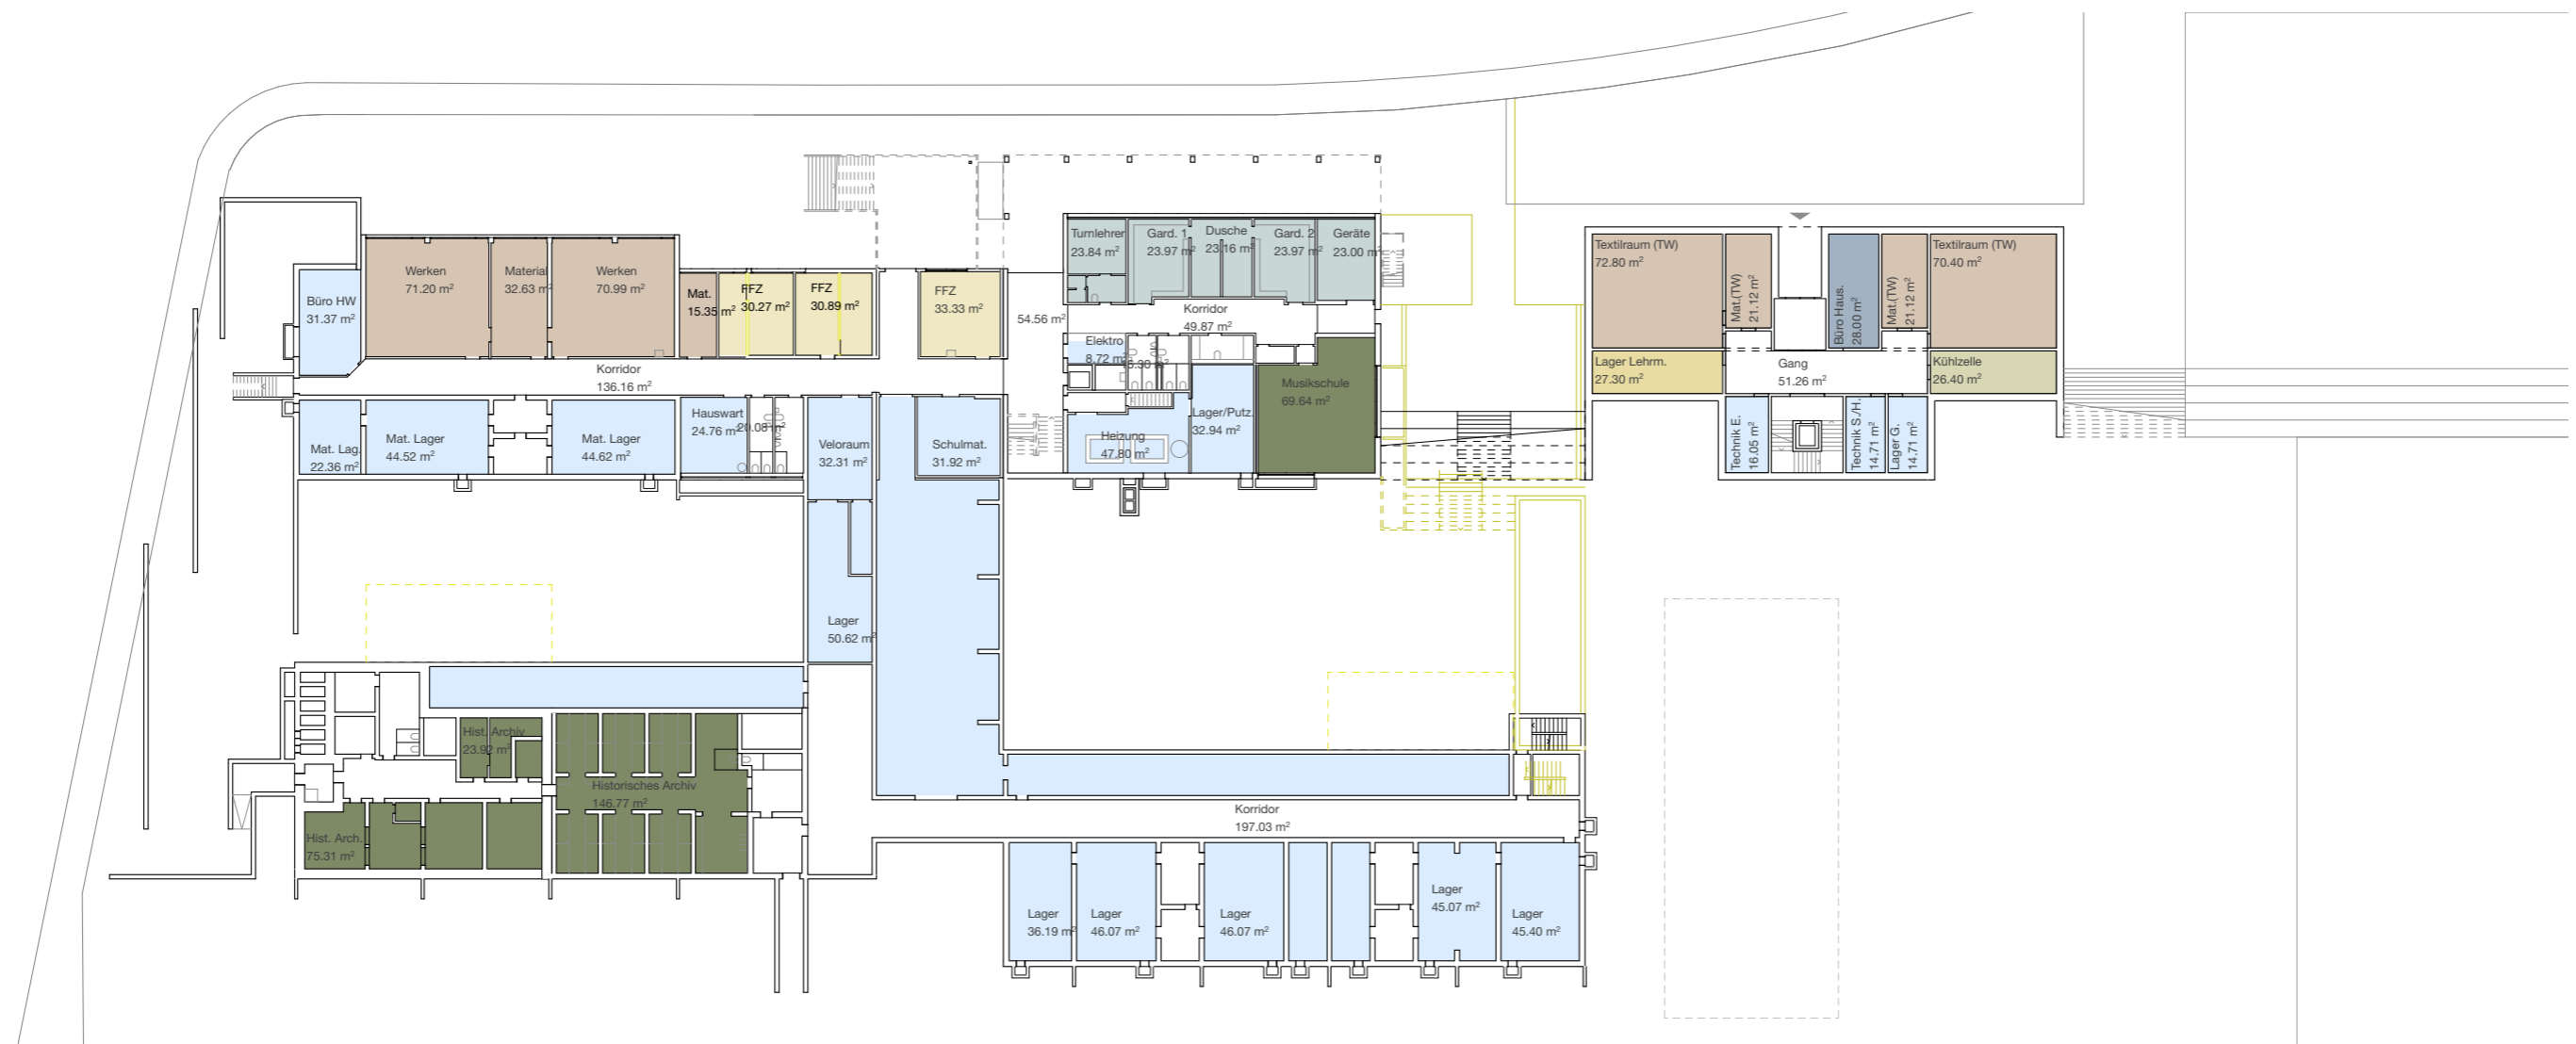 Turnlehrer
23.84 m²
Gard. 1
23.97 m²
Dusche
23.16 m²
Gard. 2
23.97 m²
Geräte
23.00 m²
Textilraum (TW)
72.80 m²
Mat.(TW)
21.12 m²
Büro Haus.
28.00 m²
Mat.(TW)
21.12 m²
Textilraum (TW)
70.40 m²
Büro HW
31.37 m²
Werken
71.20 m²
Material
32.63 m²
Werken
70.99 m²
Mat.
15.35 m²
FFZ
30.27 m²
FFZ
30.89 m²
FFZ
33.33 m²
54.56 m²
Korridor
49.87 m²
Elektro
8.72 m²
Korridor
136.16 m²
Musikschule
69.64 m²
Lager Lehrm.
27.30 m²
Gang
51.26 m²
Kühlzelle
26.40 m²
Mat. Lag.
22.36 m²
Mat. Lager
44.52 m²
Mat. Lager
44.62 m²
Hauswart
24.76 m²
20.08 m²
Veloraum
32.31 m²
Schulmat.
31.92 m²
Heizung
47.80 m²
Lager/Putz.
32.94 m²
Technik E.
16.05 m²
Technik S./H.
14.71 m²
Lager G.
14.71 m²
Lager
50.62 m²
Hist. Archiv
23.92 m²
Historisches Archiv
146.77 m²
Hist. Arch.
75.31 m²
Korridor
197.03 m²
Lager
36.19 m²
Lager
46.07 m²
Lager
46.07 m²
Lager
45.07 m²
Lager
45.40 m²